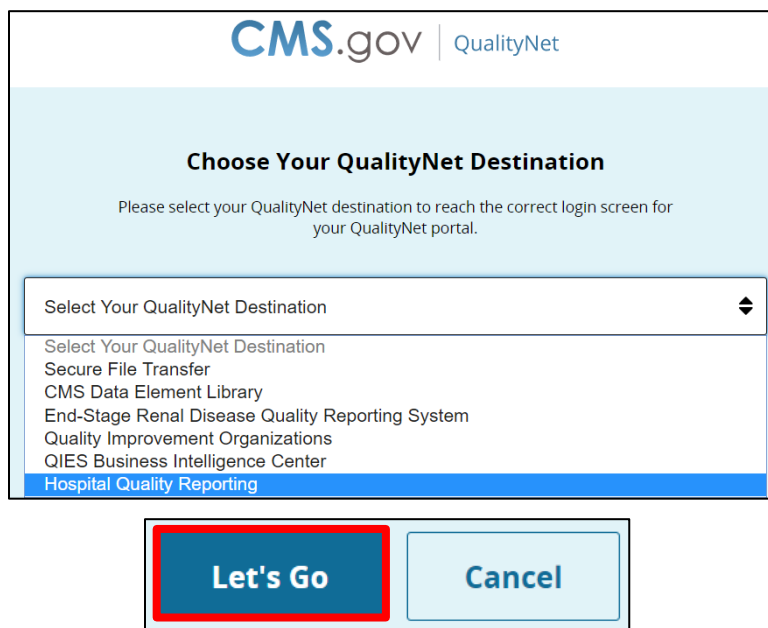 CMS.gov | QualityNet
Choose Your QualityNet Destination
Please select your QualityNet destination to reach the correct login screen for
your QualityNet portal.
Select Your QualityNet Destination
Select Your QualityNet Destination
Secure File Transfer
CMS Data Element Library
End-Stage Renal Disease Quality Reporting System
Quality Improvement Organizations
QIES Business Intelligence Center
Hospital Quality Reporting
Let's Go Cancel